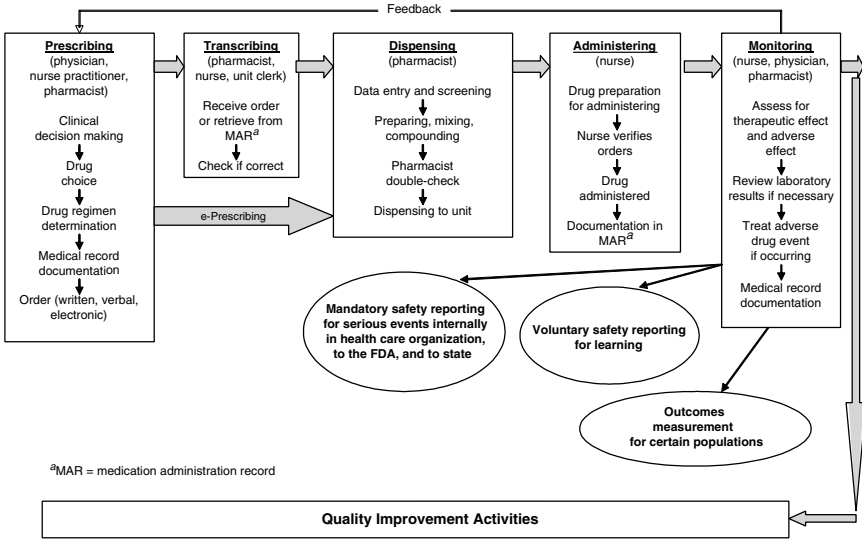 Feedback
Prescribing
(physician,
nurse practitioner,
pharmacist)
Clinical
decision making
Drug
choice
Drug regimen
determination
Medical record
documentation
Order (written, verbal,
electronic)
Transcribing
(pharmacist,
nurse, unit clerk)
Receive order
or retrieve from
MARa
Check if correct
e-Prescribing
Dispensing
(pharmacist)
Data entry and screening
Preparing, mixing,
compounding
Pharmacist
double-check
Dispensing to unit
Administering
(nurse)
Drug preparation
for administering
Nurse verifies
orders
Drug
administered
Documentation in
MARa
Monitoring
(nurse, physician,
pharmacist)
Assess for
therapeutic effect
and adverse
effect
Review laboratory
results if necessary
Treat adverse
drug event
if occurring
Medical record
documentation
Mandatory safety reporting
for serious events internally
in health care organization,
to the FDA, and to state
Voluntary safety reporting
for learning
Outcomes
measurement
for certain populations
aMAR = medication administration record
Quality Improvement Activities